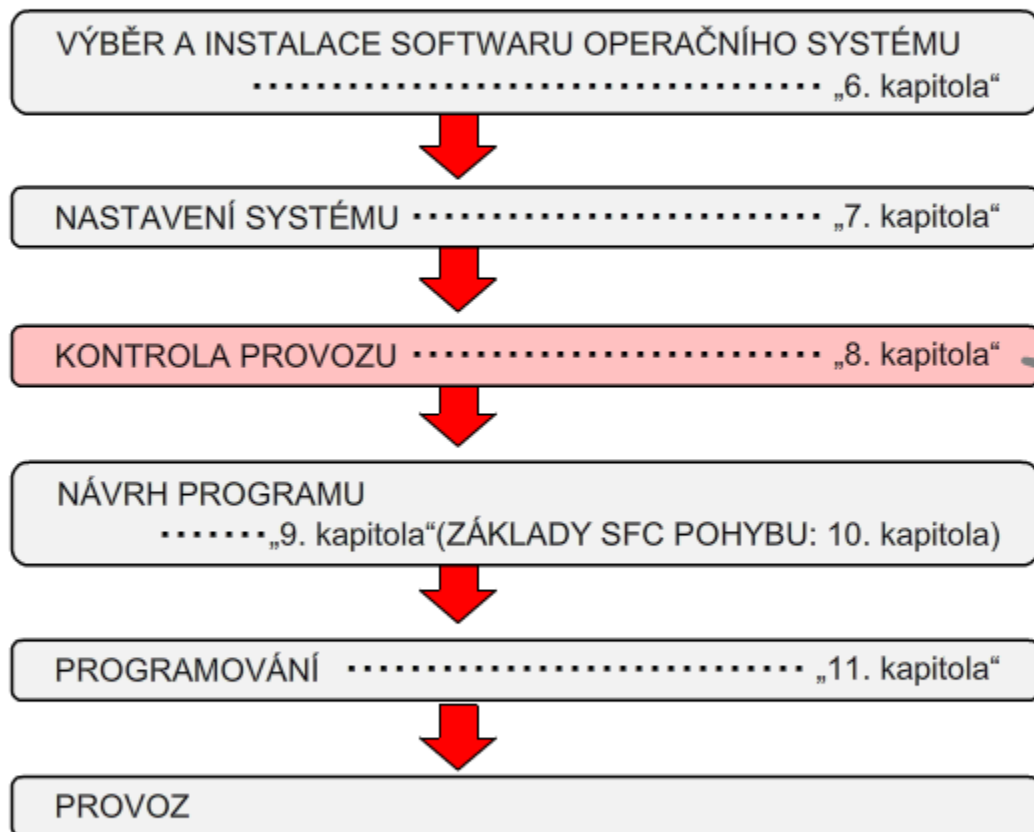 VÝBĚR A INSTALACE SOFTWARU OPERAČNÍHO SYSTÉMU
.................................... „6. kapitola“
NASTAVENÍ SYSTÉMU .......................... „7. kapitola“
KONTROLA PROVOZU .......................... „8. kapitola“
NÁVRH PROGRAMU
.......„9. kapitola“(ZÁKLADY SFC POHYBU: 10. kapitola)
PROGRAMOVÁNÍ ............................. „11. kapitola“
PROVOZ